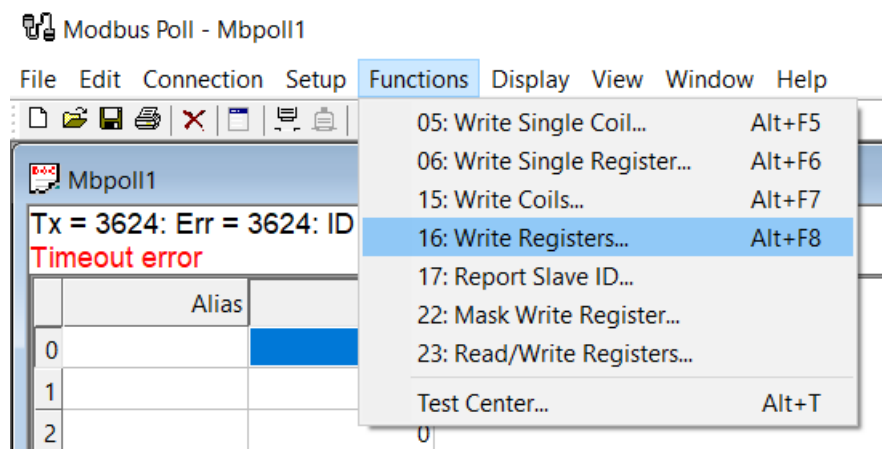 Modbus Poll - Mbpoll1
File Edit Connection Setup Functions Display View Window Help
05: Write Single Coil... Alt+F5
06: Write Single Register... Alt+F6
15: Write Coils... Alt+F7
16: Write Registers... Alt+F8
17: Report Slave ID...
22: Mask Write Register...
23: Read/Write Registers...
Test Center... Alt+T
Mbpoll1
Tx = 3624: Err = 3624: ID
Timeout error
Alias
0
1
2 0